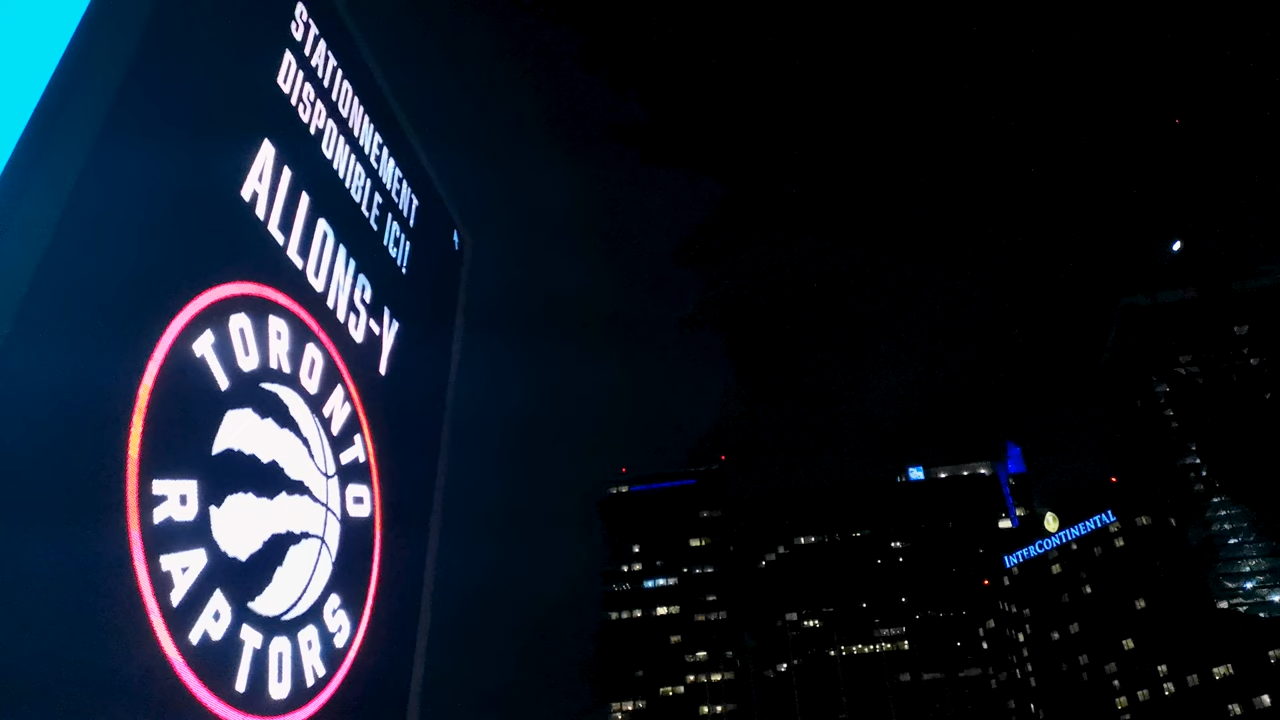 STATIONNEMENT
DISPONIBLE ICI!
ALLONS-Y
TORONTO
RAPTORS
INTERCONTINENTAL